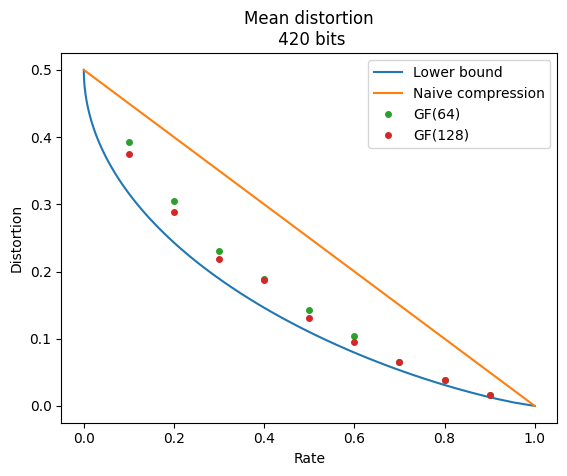 Mean distortion
420 bits
Lower bound
Naive compression
GF(64)
GF(128)
Distortion
0.5
0.4
0.3
0.2
0.1
0.0
0.0 0.2 0.4 0.6 0.8 1.0
Rate